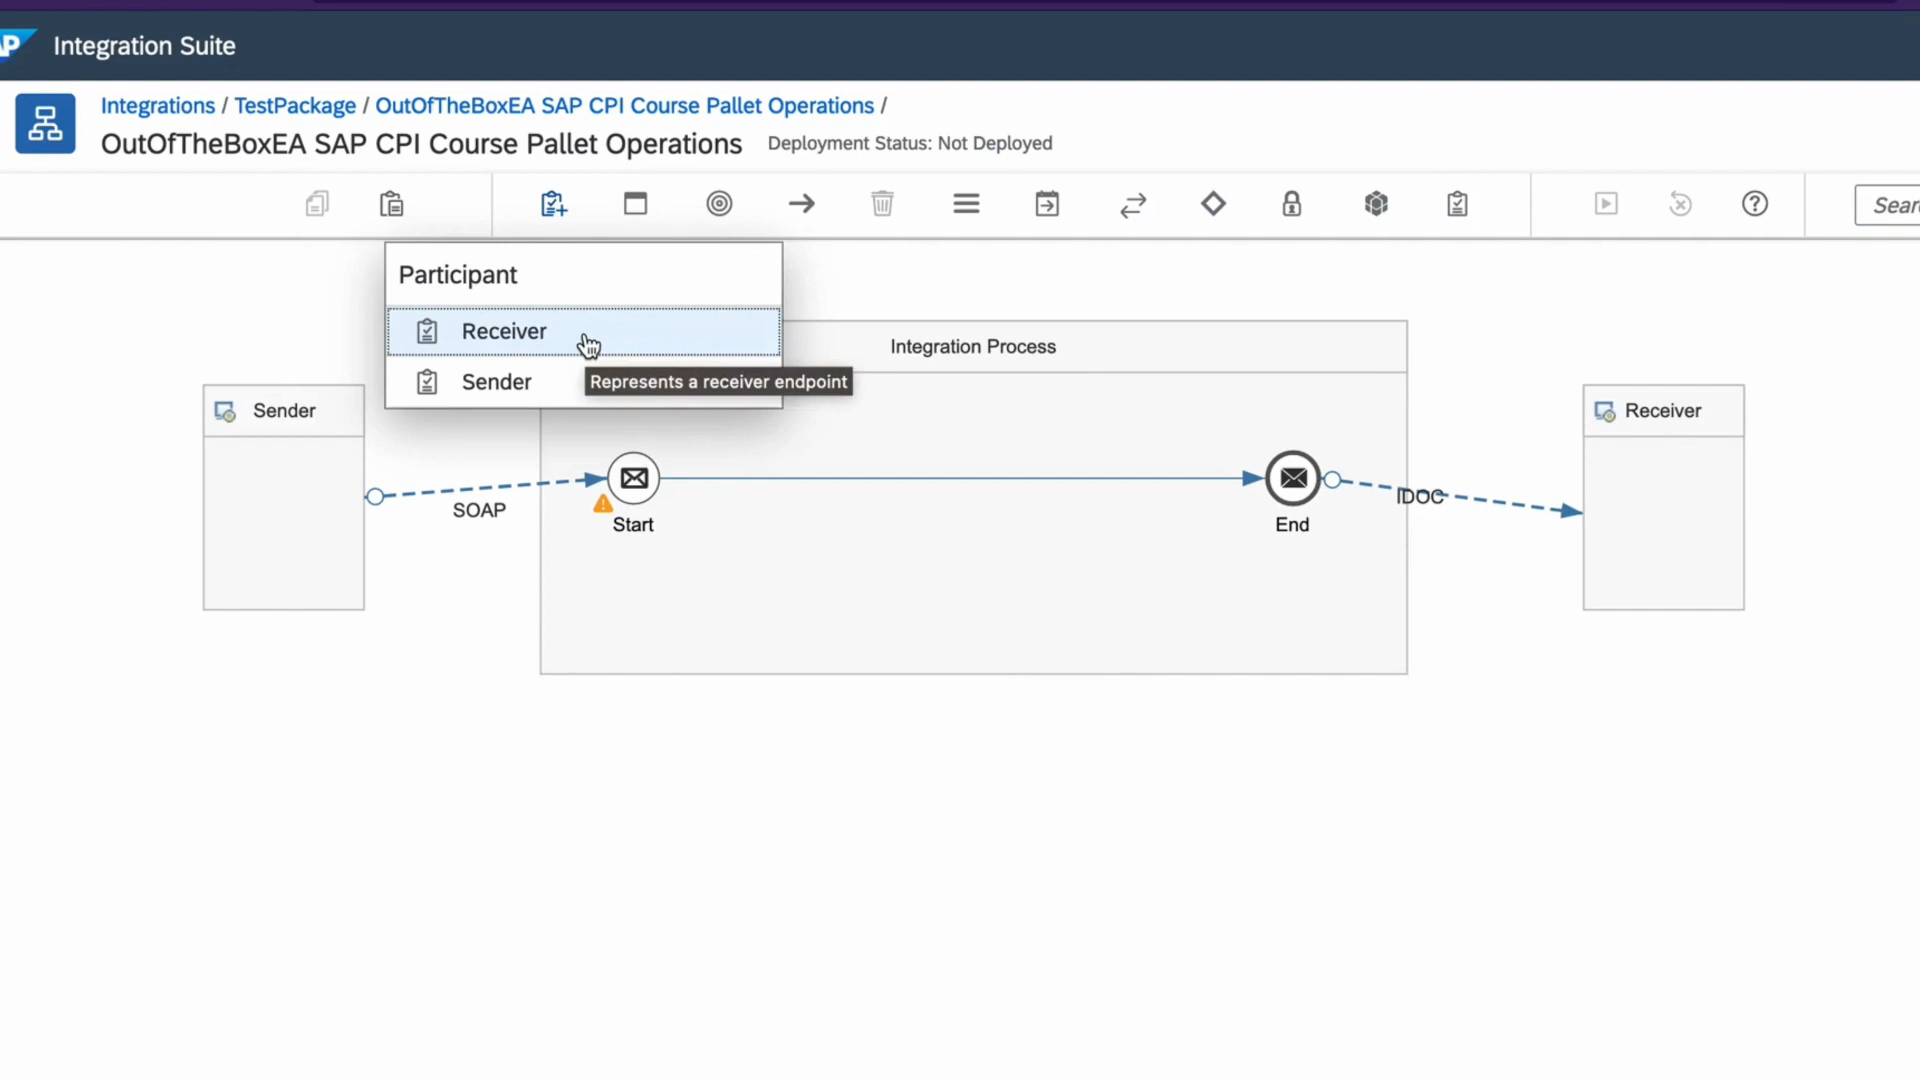 Integration Suite
Integrations / TestPackage / OutOfTheBoxEA SAP CPI Course Pallet Operations /
OutOfTheBoxEA SAP CPI Course Pallet Operations Deployment Status: Not Deployed
Participant
Receiver
Sender
Represents a receiver endpoint
Integration Process
Sender
Receiver
SOAP
Start
End
IDOC